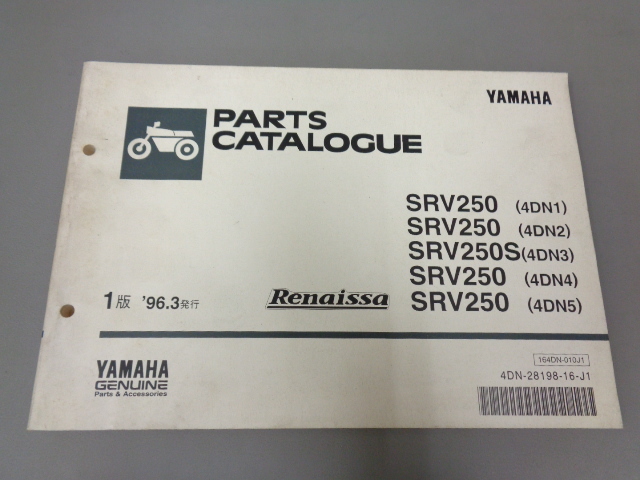 YAMAHA
PARTS
CATALOGUE
SRV250 (4DN1)
SRV250 (4DN2)
SRV250S(4DN3)
SRV250 (4DN4)
1版 '96.3発行 Renaissa SRV250 (4DN5)
YAMAHA
GENUINE
Parts & Accessories
164DN-010J1
4DN-28198-16-J1